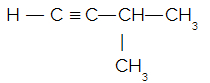 H — C ≡ C — CH — CH₃
|
CH₃